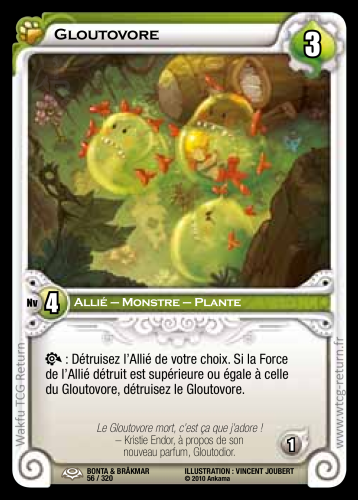 GLOUTOVORE
3
Nv 4 ALLIÉ – MONSTRE – PLANTE
: Détruisez l'Allié de votre choix. Si la Force
de l'Allié détruit est supérieure ou égale à celle
du Gloutovore, détruisez le Gloutovore.
Le Gloutovore mort, c'est ça que j'adore !
– Kristie Endor, à propos de son
nouveau parfum, Gloutodior.
1
BONTA & BRÂKMAR
56 / 320
ILLUSTRATION : VINCENT JOUBERT
© 2010 Ankama
Wakfu TCG Return
www.wtcg-return.fr